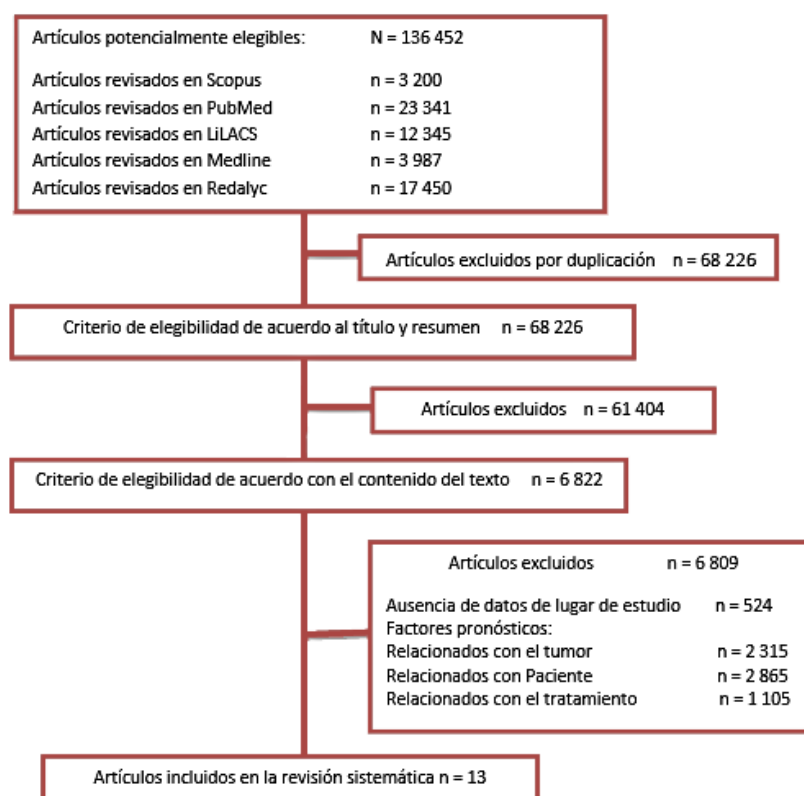 Artículos potencialmente elegibles: N = 136 452
Artículos revisados en Scopus n = 3 200
Artículos revisados en PubMed n = 23 341
Artículos revisados en LiLACS n = 12 345
Artículos revisados en Medline n = 3 987
Artículos revisados en Redalyc n = 17 450
Artículos excluidos por duplicación n = 68 226
Criterio de elegibilidad de acuerdo al título y resumen n = 68 226
Artículos excluidos n = 61 404
Criterio de elegibilidad de acuerdo con el contenido del texto n = 6 822
Artículos excluidos n = 6 809
Ausencia de datos de lugar de estudio n = 524
Factores pronósticos:
Relacionados con el tumor n = 2 315
Relacionados con Paciente n = 2 865
Relacionados con el tratamiento n = 1 105
Artículos incluidos en la revisión sistemática n = 13